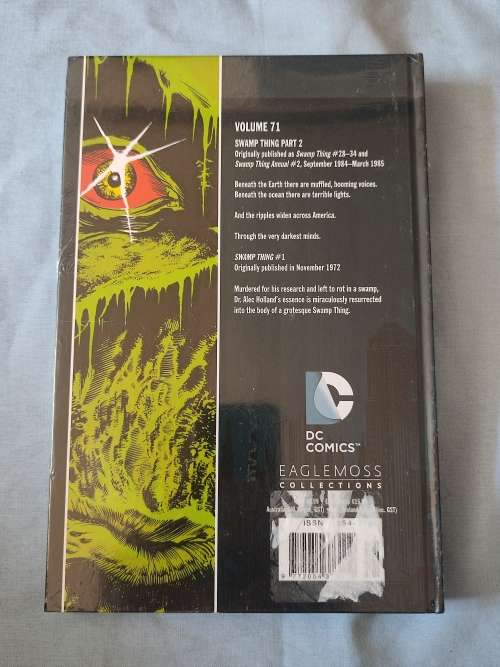 VOLUME 71
SWAMP THING PART 2
Originally published as Swamp Thing #28–34 and
Swamp Thing Annual #2, September 1984–March 1985
Beneath the Earth there are muffled, booming voices.
Beneath the ocean there are terrible lights.
And the ripples widen across America.
Through the very darkest minds.
SWAMP THING #1
Originally published in November 1972
Murdered for his research and left to rot in a swamp,
Dr. Alec Holland's essence is miraculously resurrected
into the body of a grotesque Swamp Thing.
DC
DC
COMICS™
EAGLEMOSS
COLLECTIONS
GST)
GST)
ISSN